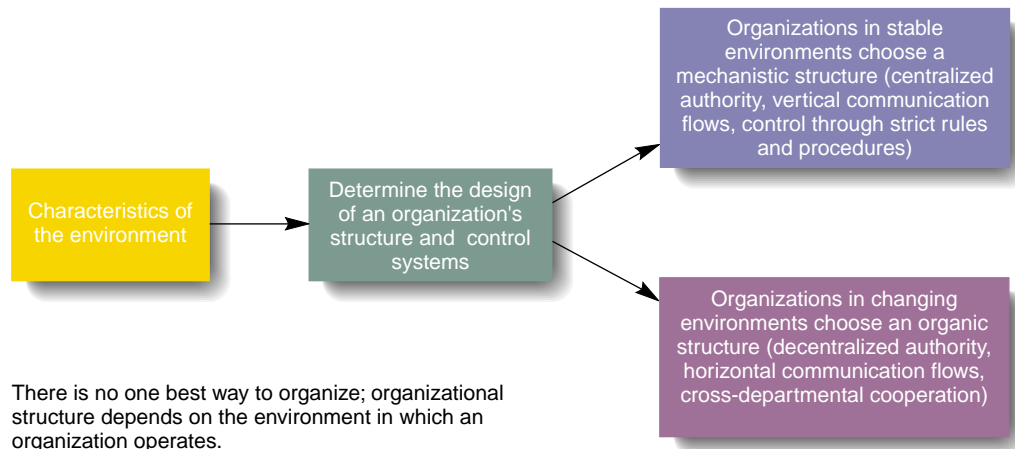 Characteristics of
the environment
Determine the design
of an organization's
structure and control
systems
Organizations in stable
environments choose a
mechanistic structure (centralized
authority, vertical communication
flows, control through strict rules
and procedures)
Organizations in changing
environments choose an organic
structure (decentralized authority,
horizontal communication flows,
cross-departmental cooperation)
There is no one best way to organize; organizational
structure depends on the environment in which an
organization operates.